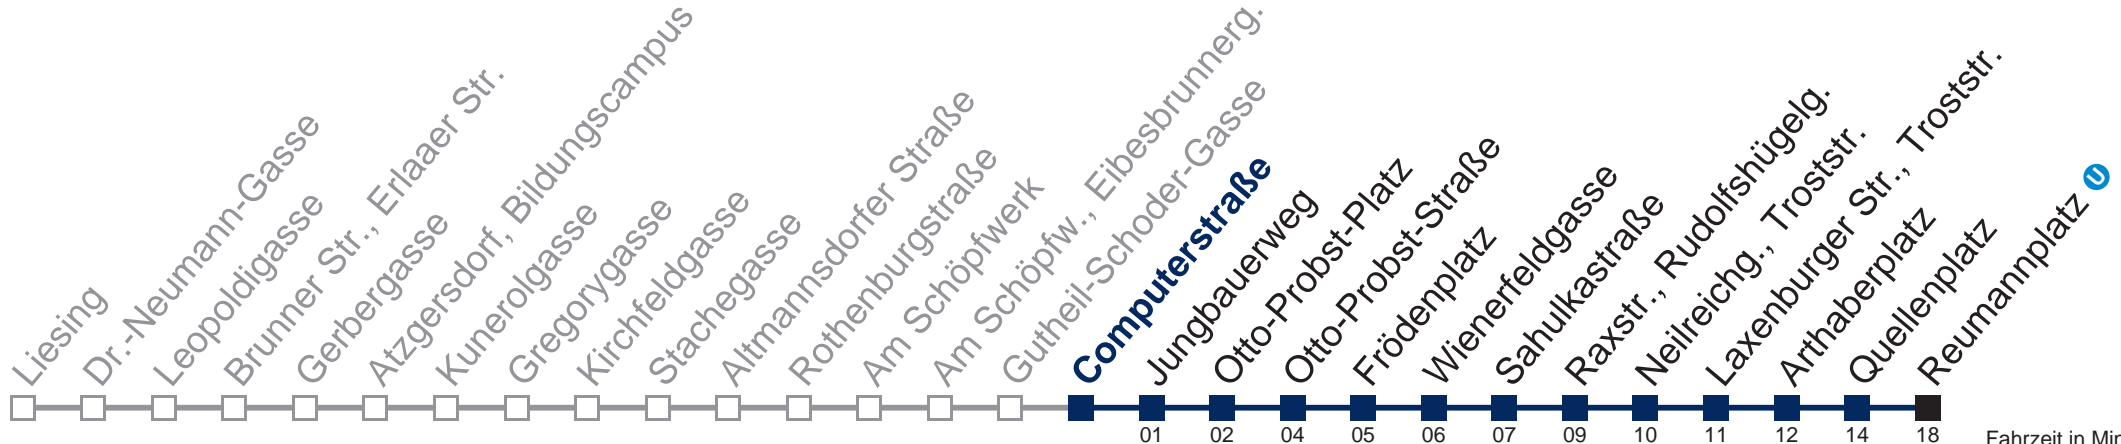 Liesing
Dr.-Neumann-Gasse
Leopoldigasse
Brunner Str., Erlaaer Str.
Gerbergasse
Atzgersdorf, Bildungscampus
Kunerolgasse
Gregorygasse
Kirchfeldgasse
Stachegasse
Altmannsdorfer Straße
Rothenburgstraße
Am Schöpfwerk
Am Schöpfw., Eibesbrunnerg.
Gutheil-Schoder-Gasse
Computerstraße
Jungbauerweg
Otto-Probst-Platz
Otto-Probst-Straße
Frödenplatz
Wienerfeldgasse
Sahulkastraße
Raxstr., Rudolfshügelg.
Neilreichg., Troststr.
Laxenburger Str., Troststr.
Arthaberplatz
Quellenplatz
Reumannplatz U
01 02 04 05 06 07 09 10 11 12 14 18
Fahrzeit in Min